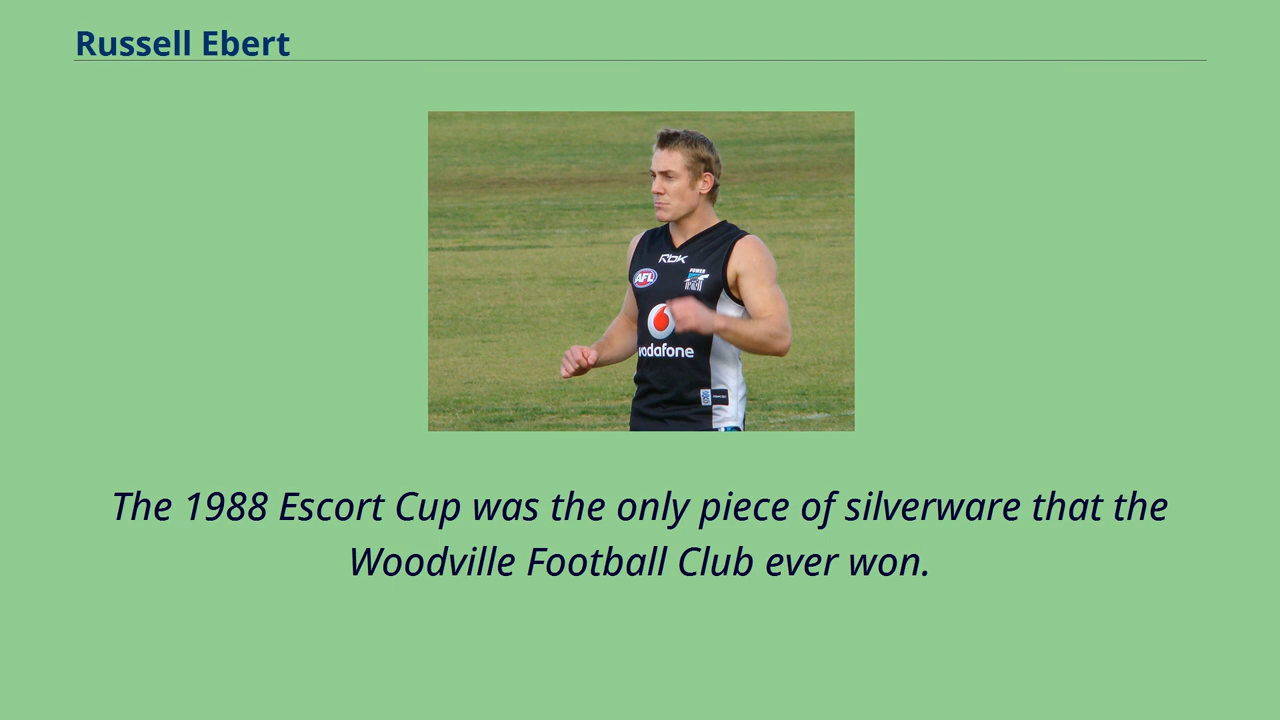 Russell Ebert
RBK
AFL
POWER
vodafone
The 1988 Escort Cup was the only piece of silverware that the
Woodville Football Club ever won.